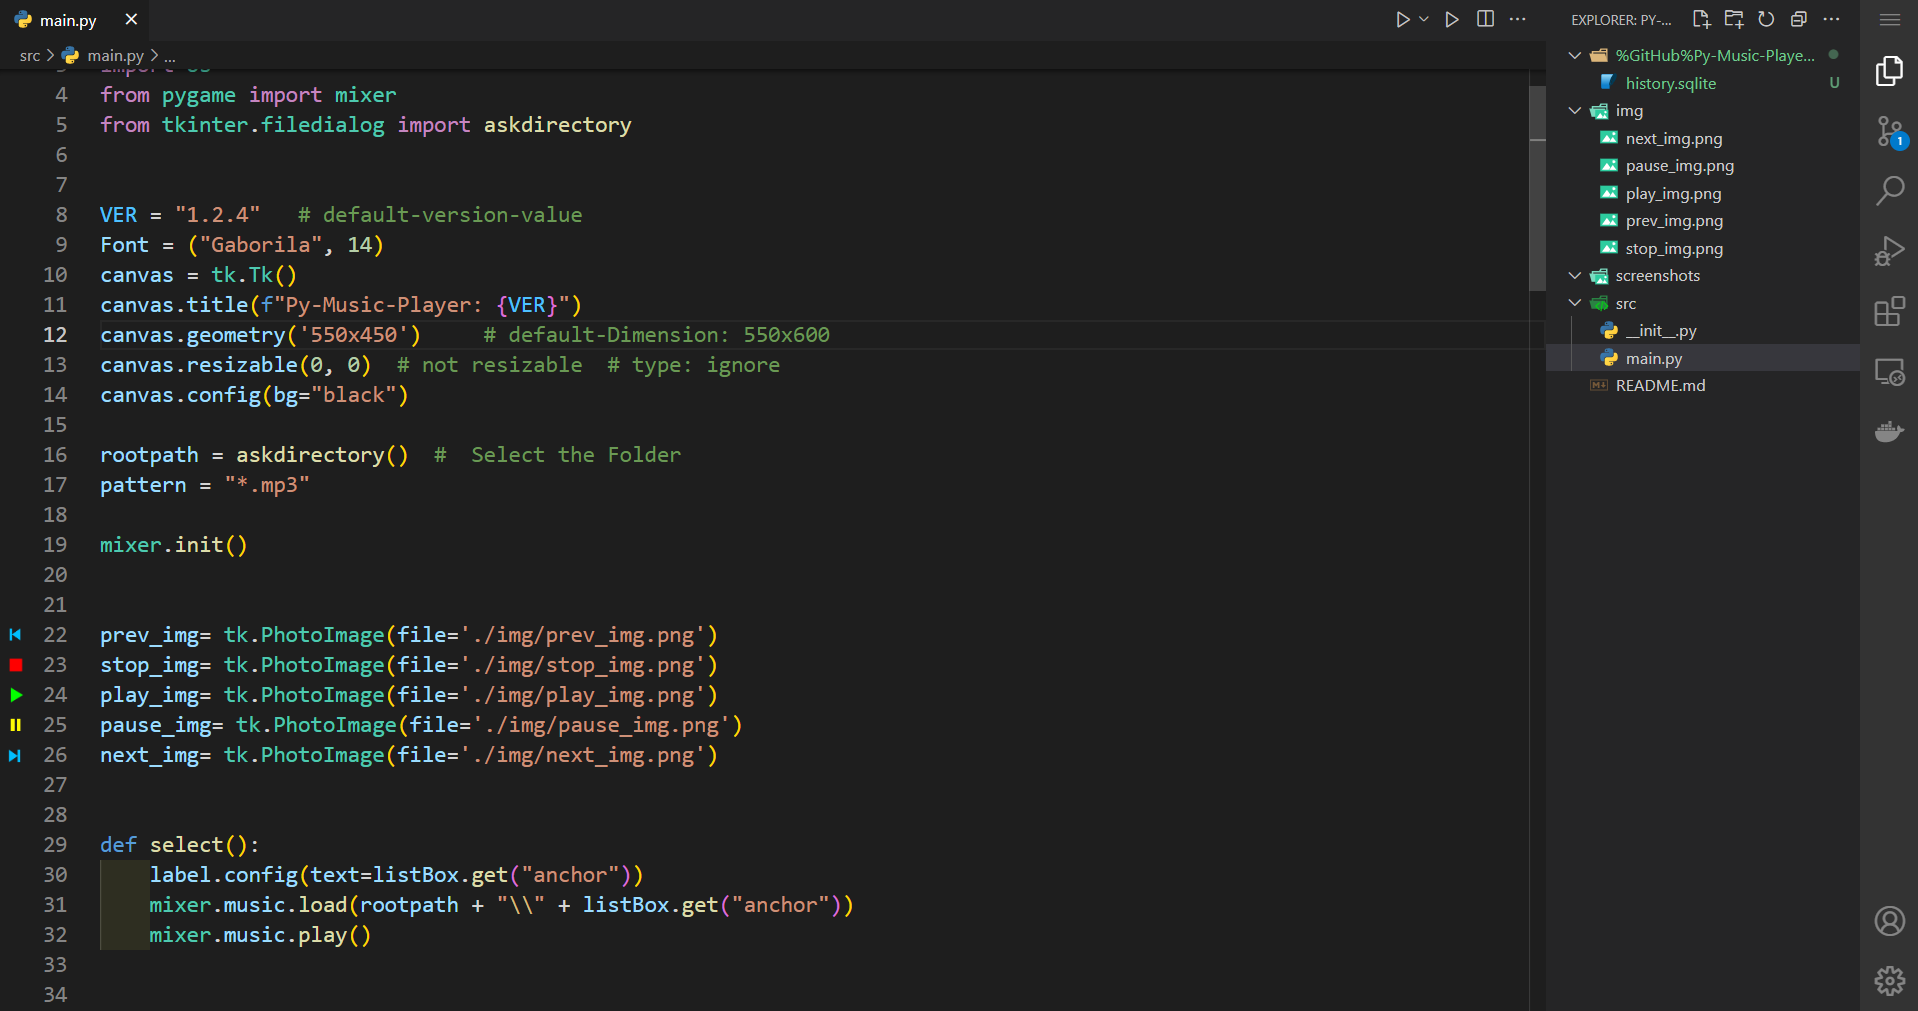 main.py
src > main.py > ...
3 import os
4 from pygame import mixer
5 from tkinter.filedialog import askdirectory
6
7
8 VER = "1.2.4"   # default-version-value
9 Font = ("Gaborila", 14)
10 canvas = tk.Tk()
11 canvas.title(f"Py-Music-Player: {VER}")
12 canvas.geometry('550x450')     # default-Dimension: 550x600
13 canvas.resizable(0, 0)  # not resizable  # type: ignore
14 canvas.config(bg="black")
15
16 rootpath = askdirectory()  #  Select the Folder
17 pattern = "*.mp3"
18
19 mixer.init()
20
21
22 prev_img= tk.PhotoImage(file='./img/prev_img.png')
23 stop_img= tk.PhotoImage(file='./img/stop_img.png')
24 play_img= tk.PhotoImage(file='./img/play_img.png')
25 pause_img= tk.PhotoImage(file='./img/pause_img.png')
26 next_img= tk.PhotoImage(file='./img/next_img.png')
27
28
29 def select():
30     label.config(text=listBox.get("anchor"))
31     mixer.music.load(rootpath + "\\" + listBox.get("anchor"))
32     mixer.music.play()
33
34
EXPLORER: PY-...
%GitHub%Py-Music-Playe...
history.sqlite U
img
next_img.png
pause_img.png
play_img.png
prev_img.png
stop_img.png
screenshots
src
__init__.py
main.py
README.md
1